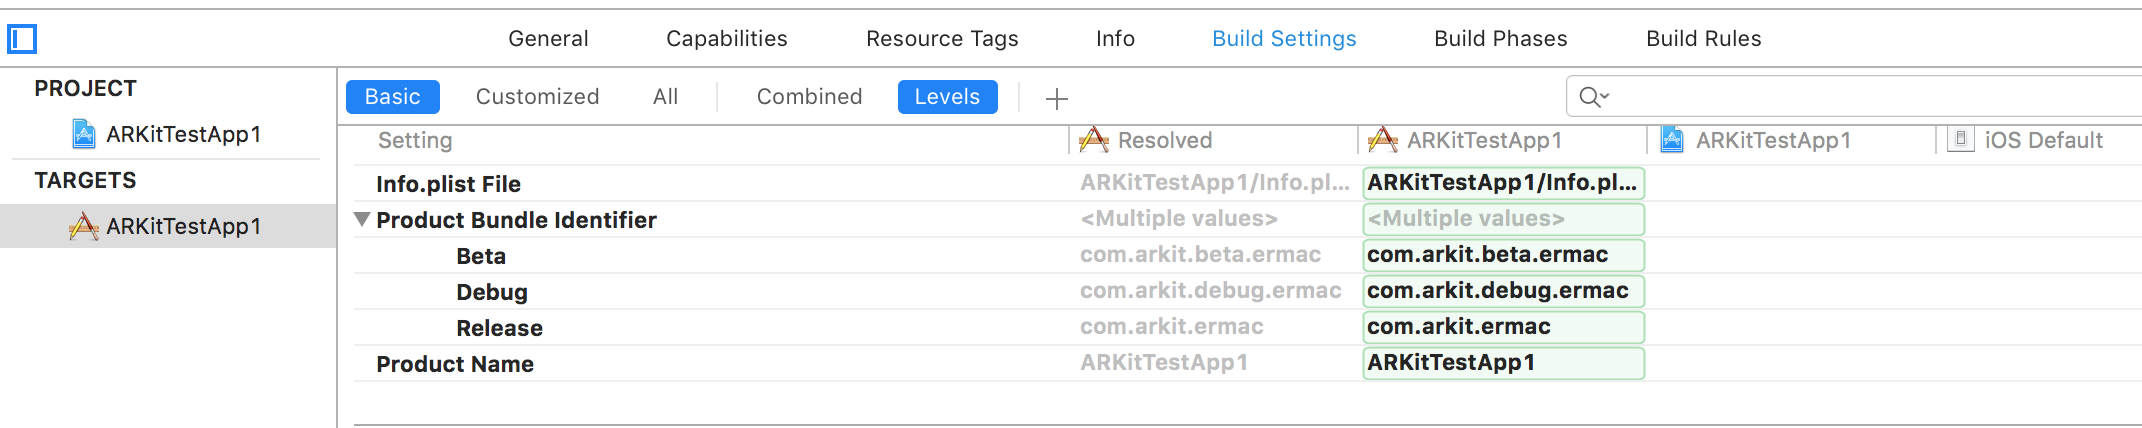 General Capabilities Resource Tags Info Build Settings Build Phases Build Rules
PROJECT
ARKitTestApp1
TARGETS
ARKitTestApp1
Basic Customized All Combined Levels +
Setting Resolved ARKitTestApp1 ARKitTestApp1 iOS Default
Info.plist File ARKitTestApp1/Info.pl... ARKitTestApp1/Info.pl...
Product Bundle Identifier <Multiple values> <Multiple values>
Beta com.arkit.beta.ermac com.arkit.beta.ermac
Debug com.arkit.debug.ermac com.arkit.debug.ermac
Release com.arkit.ermac com.arkit.ermac
Product Name ARKitTestApp1 ARKitTestApp1